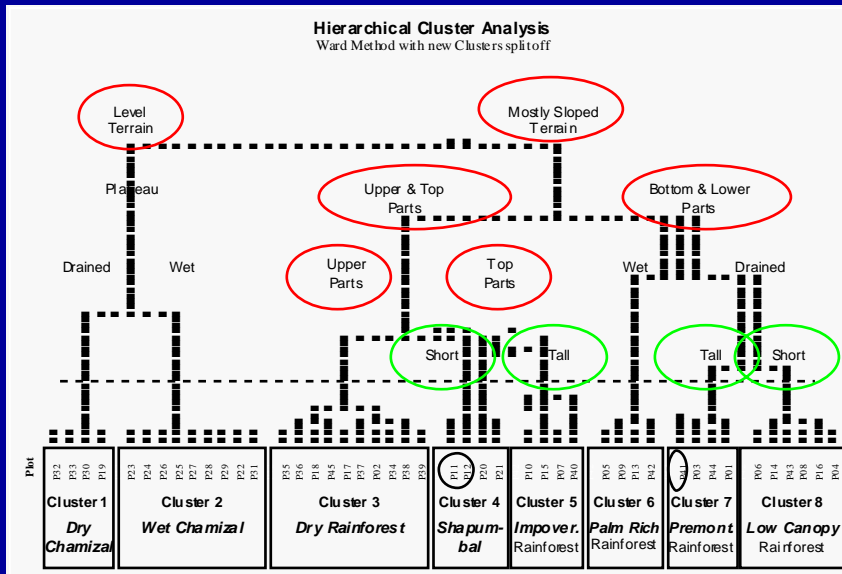 Hierarchical Cluster Analysis
Ward Method with new Clusters split off
Level Terrain
Mostly Sloped Terrain
Plateau
Upper & Top Parts
Bottom & Lower Parts
Drained
Wet
Upper Parts
Top Parts
Wet
Drained
Short
Tall
Tall
Short
Plot
P32 P33 P30 P19
P23 P24 P26 P25 P27 P28 P29 P22 P31
P35 P36 P18 P45 P17 P37 P02 P34 P38 P39
P11 P12 P20 P21
P10 P15 P07 P40
P05 P09 P13 P42
P41 P03 P44 P01
P06 P14 P43 P08 P16 P04
Cluster 1
Dry
Chamizal
Cluster 2
Wet Chamizal
Cluster 3
Dry Rainforest
Cluster 4
Shapum-
bal
Cluster 5
Impover.
Rainforest
Cluster 6
Palm Rich
Rainforest
Cluster 7
Premont.
Rainforest
Cluster 8
Low Canopy
Rainforest